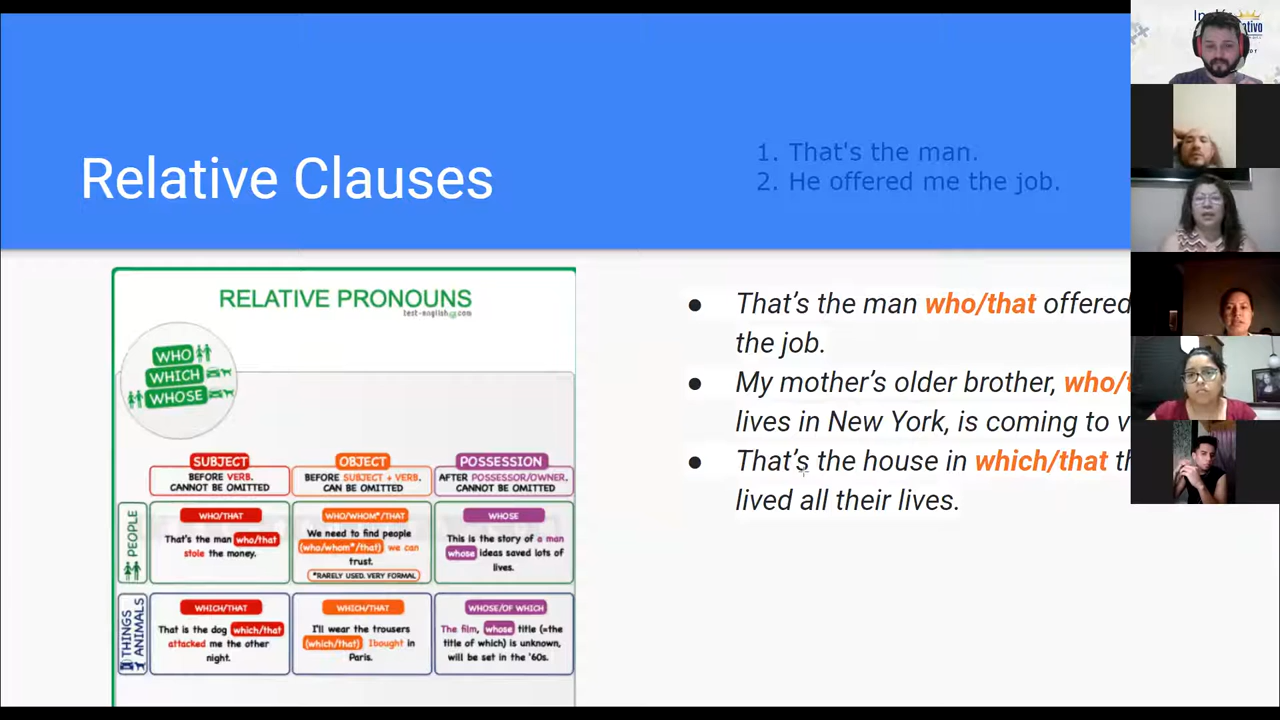 Relative Clauses
1. That's the man.
2. He offered me the job.
RELATIVE PRONOUNS
test-english.com
WHO
WHICH
WHOSE
SUBJECT
BEFORE VERB.
CANNOT BE OMITTED
OBJECT
BEFORE SUBJECT + VERB.
CAN BE OMITTED
POSSESSION
AFTER POSSESSOR/OWNER.
CANNOT BE OMITTED
PEOPLE
WHO/THAT
That's the man who/that
stole the money.
WHO/WHOM*/THAT
We need to find people
(who/whom*/that) we can
trust.
*RARELY USED. VERY FORMAL
WHOSE
This is the story of a man
whose ideas saved lots of
lives.
THINGS
ANIMALS
WHICH/THAT
That is the dog which/that
attacked me the other
night.
WHICH/THAT
I'll wear the trousers
(which/that) I bought in
Paris.
WHOSE/OF WHICH
The film, whose title (=the
title of which) is unknown,
will be set in the '60s.
● That's the man who/that offered
the job.
● My mother's older brother, who/t
lives in New York, is coming to v
● That's the house in which/that th
lived all their lives.